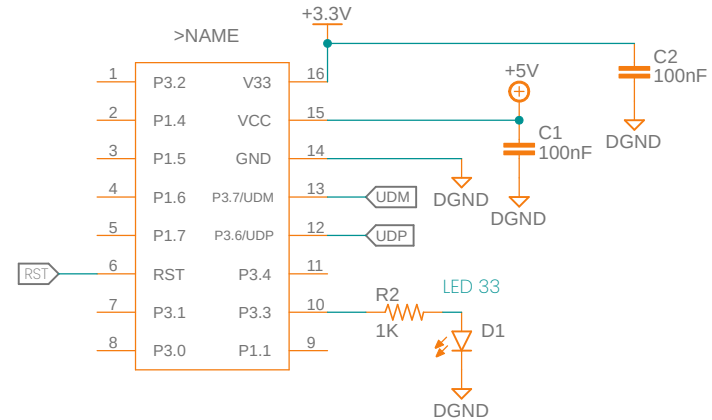 +3.3V
>NAME
C2
100nF
DGND
+5V
C1
100nF
DGND
1 P3.2 V33 16
2 P1.4 VCC 15
3 P1.5 GND 14
DGND
4 P1.6 P3.7/UDM 13 UDM
5 P1.7 P3.6/UDP 12 UDP
RST 6 RST P3.4 11
7 P3.1 P3.3 10
8 P3.0 P1.1 9
LED 33
R2
1K
D1
DGND